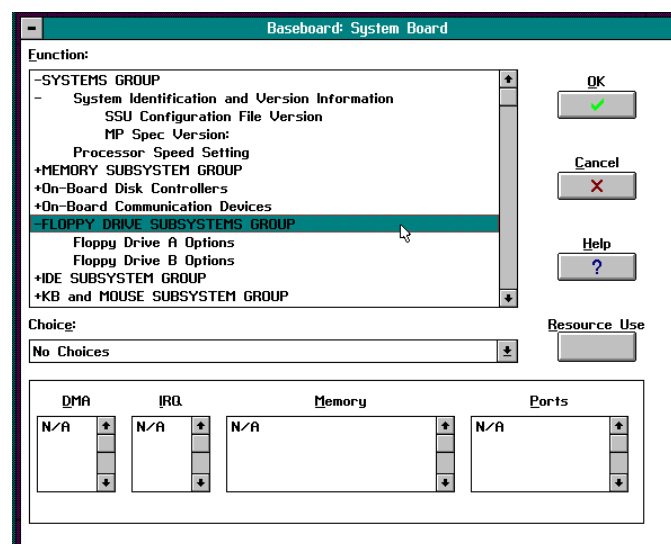 Baseboard: System Board
Function:
-SYSTEMS GROUP
- System Identification and Version Information
SSU Configuration File Version
MP Spec Version:
Processor Speed Setting
+MEMORY SUBSYSTEM GROUP
+On-Board Disk Controllers
+On-Board Communication Devices
-FLOPPY DRIVE SUBSYSTEMS GROUP
Floppy Drive A Options
Floppy Drive B Options
+IDE SUBSYSTEM GROUP
+KB and MOUSE SUBSYSTEM GROUP
OK
Cancel
Help
?
Resource Use
Choice:
No Choices
DMA IRQ Memory Ports
N/A N/A N/A N/A